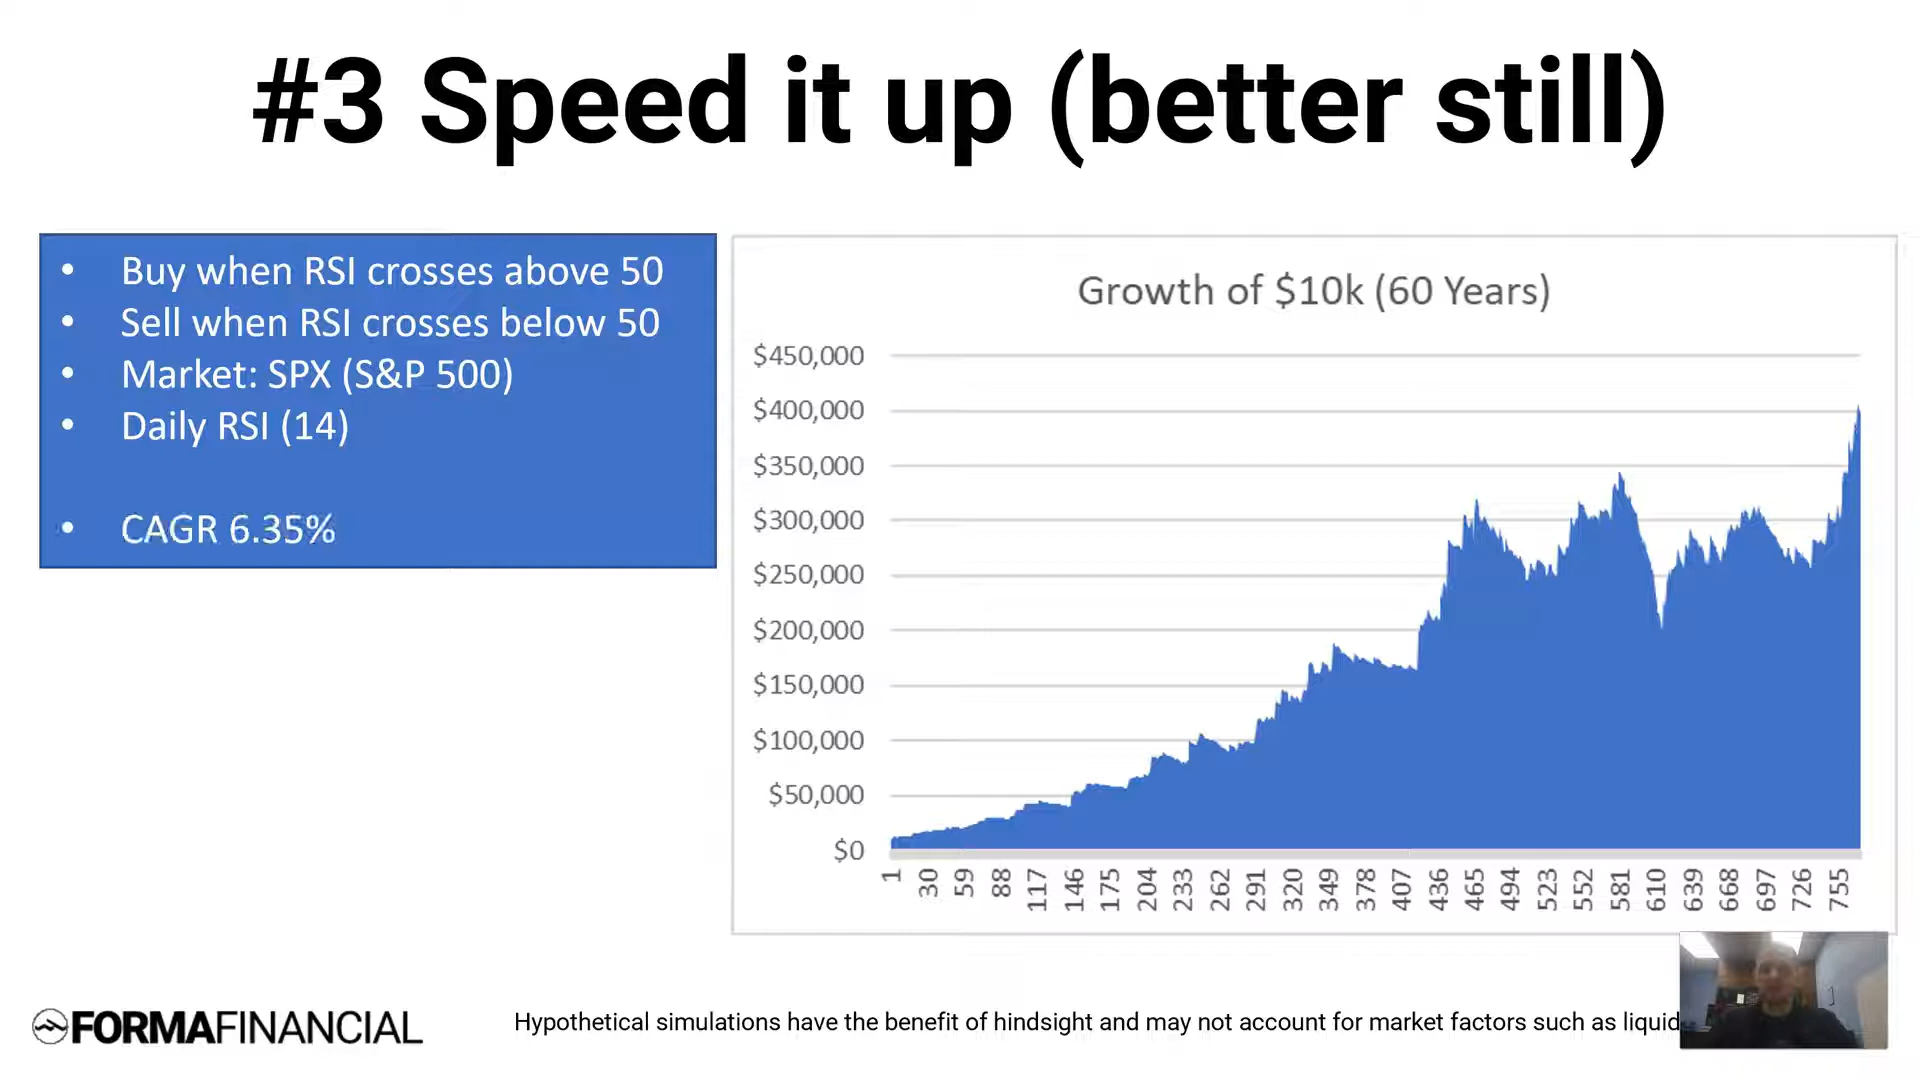 #3 Speed it up (better still)
• Buy when RSI crosses above 50
• Sell when RSI crosses below 50
• Market: SPX (S&P 500)
• Daily RSI (14)
• CAGR 6.35%
Growth of $10k (60 Years)
$450,000
$400,000
$350,000
$300,000
$250,000
$200,000
$150,000
$100,000
$50,000
$0
1 30 59 88 117 146 175 204 233 262 291 320 349 378 407 436 465 494 523 552 581 610 639 668 697 726 755
FORMAFINANCIAL
Hypothetical simulations have the benefit of hindsight and may not account for market factors such as liquid